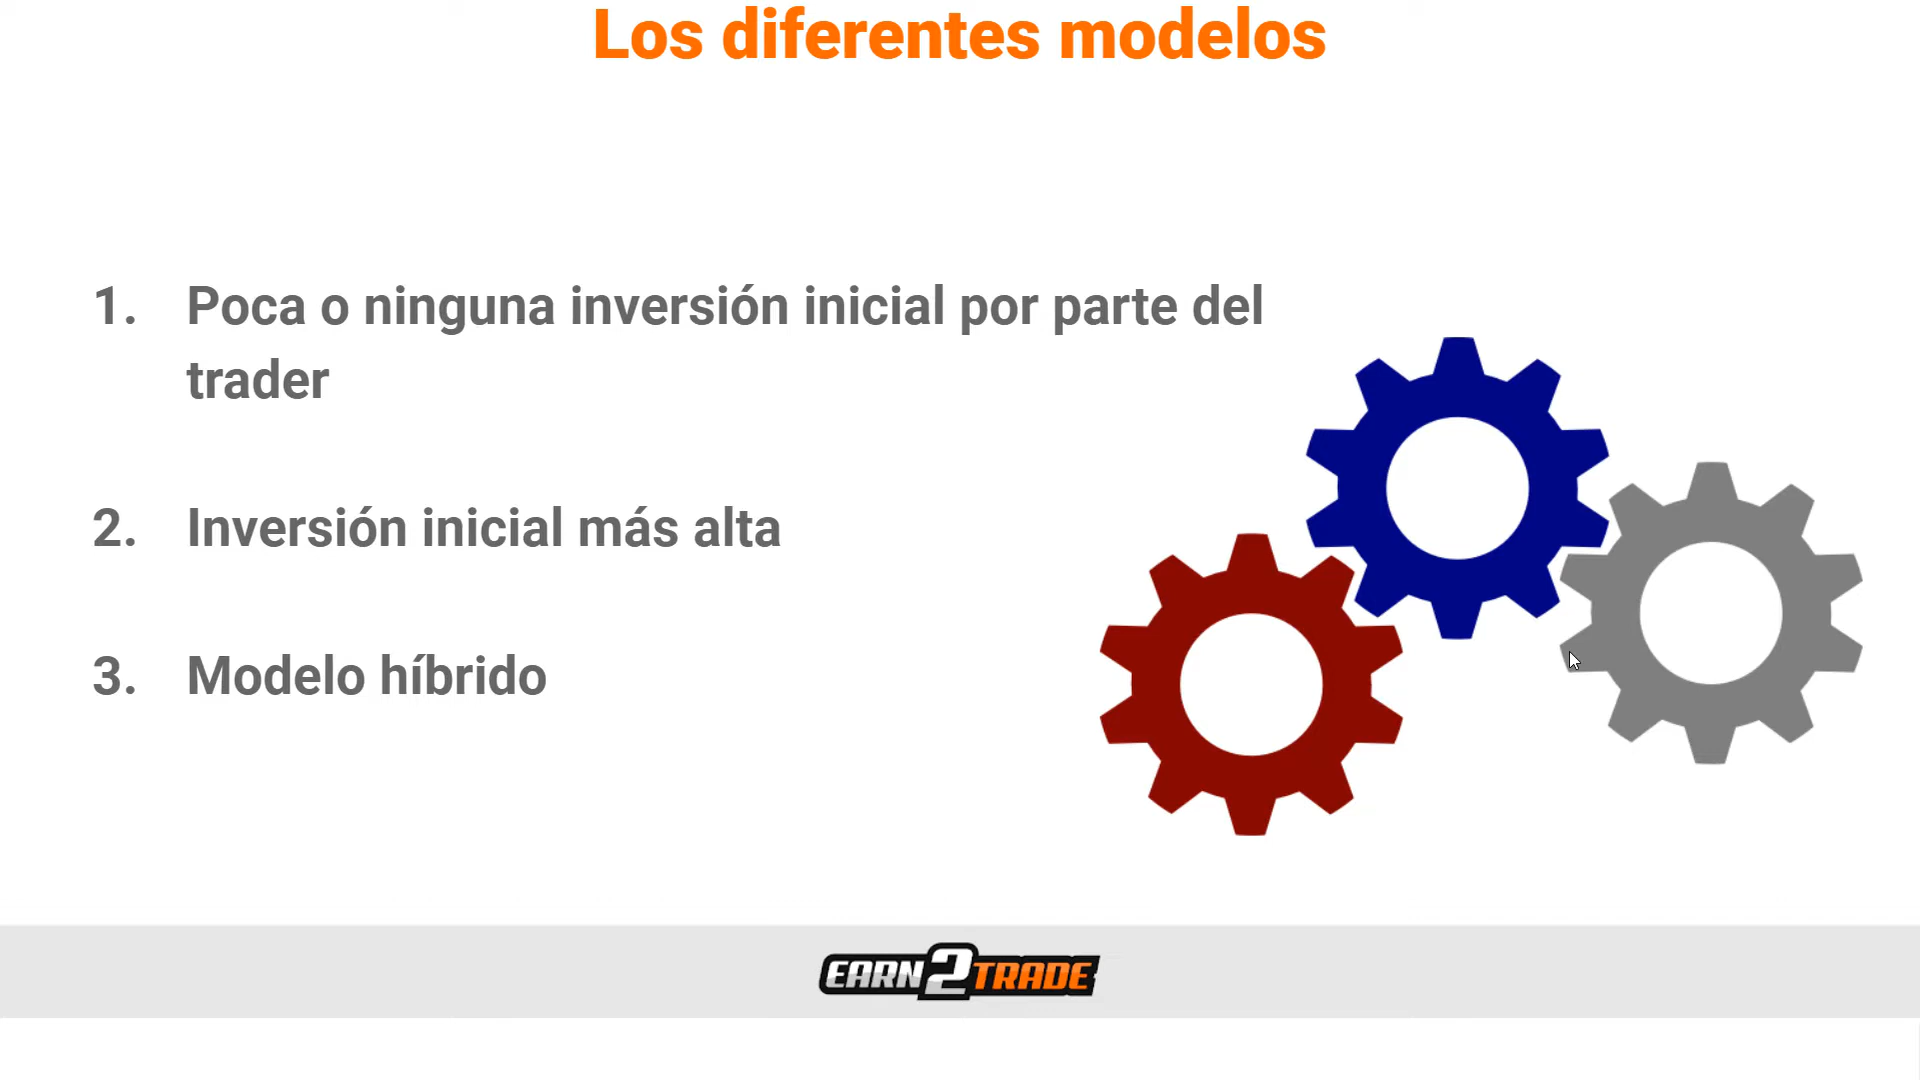 Los diferentes modelos
1. Poca o ninguna inversión inicial por parte del
trader
2. Inversión inicial más alta
3. Modelo híbrido
EARN2TRADE